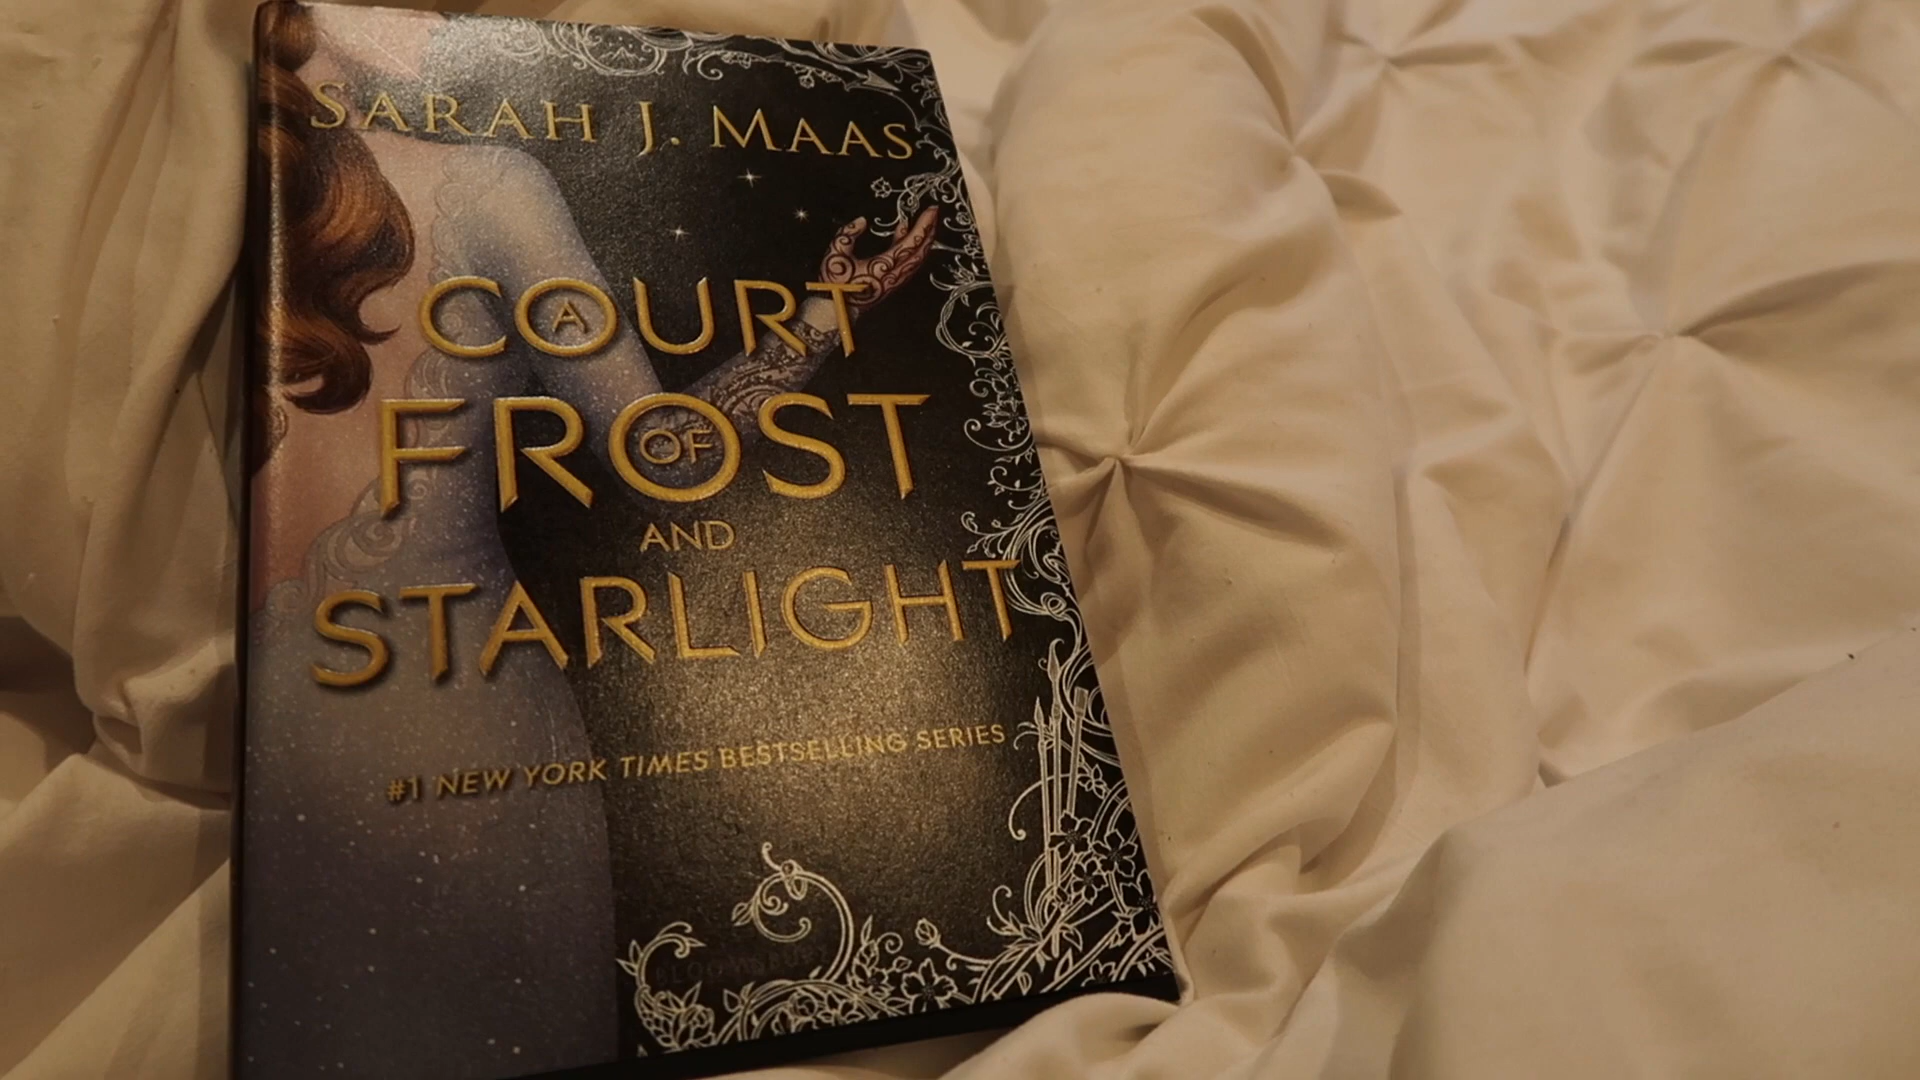 SARAH J. MAAS
A COURT
OF FROST
AND
STARLIGHT
#1 NEW YORK TIMES BESTSELLING SERIES